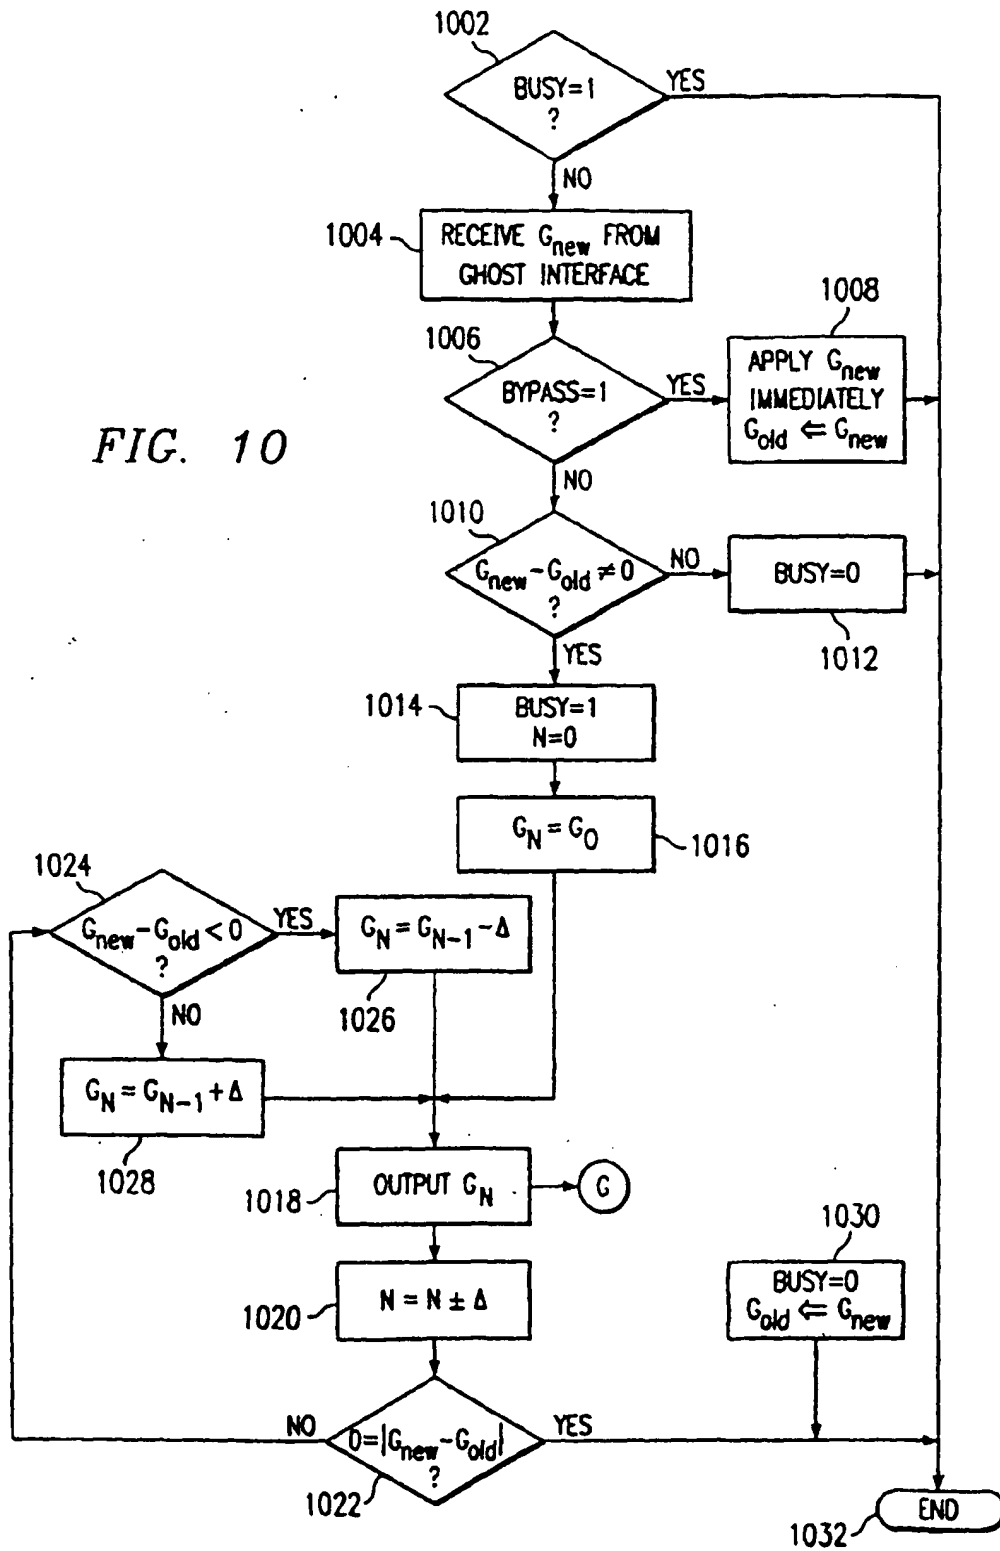 1002
BUSY=1
?
YES
NO
1004
RECEIVE Gnew FROM
GHOST INTERFACE
1006
BYPASS=1
?
YES
NO
1008
APPLY Gnew
IMMEDIATELY
Gold ⇐ Gnew
FIG. 10
1010
Gnew-Gold≠0
?
NO
YES
BUSY=0
1012
1014
BUSY=1
N=0
GN=G0
1016
1024
Gnew-Gold<0
?
YES
NO
GN=GN-1-Δ
1026
GN=GN-1+Δ
1028
1018
OUTPUT GN
G
1020
N=N±Δ
1030
BUSY=0
Gold ⇐ Gnew
NO
0=|Gnew-Gold|
?
YES
1022
END
1032